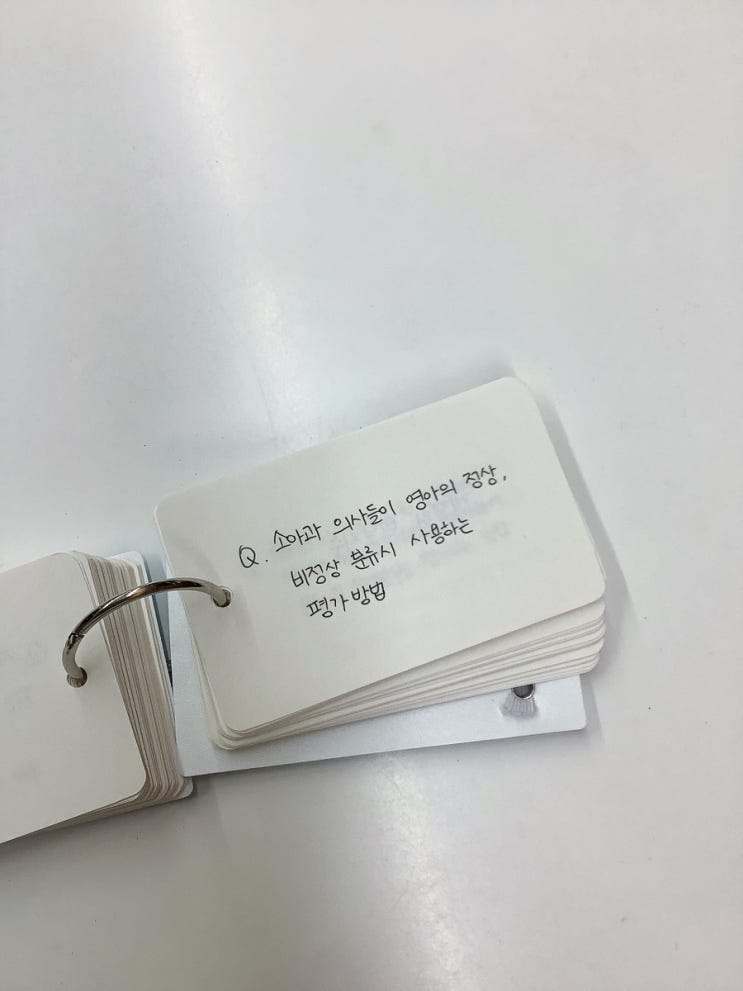 Q. 소아과 의사들이 영아의 정상,
비정상 분류시 사용하는
평가방법